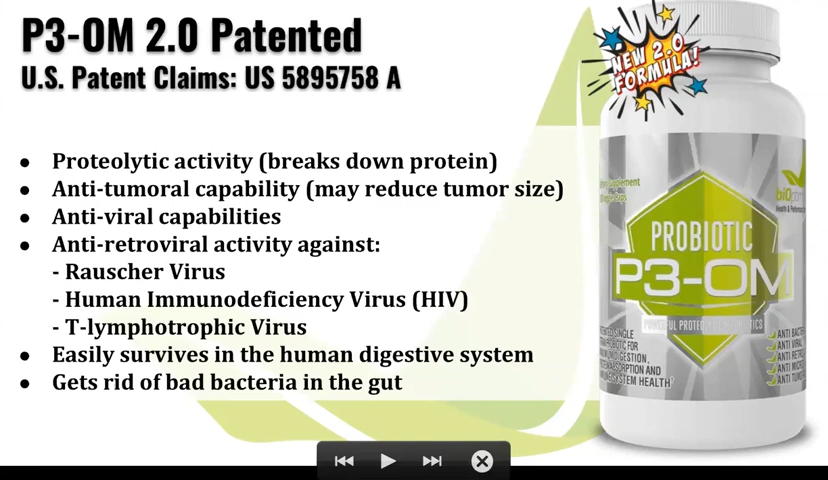 P3-OM 2.0 Patented
U.S. Patent Claims: US 5895758 A
● Proteolytic activity (breaks down protein)
● Anti-tumoral capability (may reduce tumor size)
● Anti-viral capabilities
● Anti-retroviral activity against:
- Rauscher Virus
- Human Immunodeficiency Virus (HIV)
- T-lymphotrophic Virus
● Easily survives in the human digestive system
● Gets rid of bad bacteria in the gut
NEW 2.0
FORMULA!
PROBIOTIC
P3-OM
ANTI VIRAL